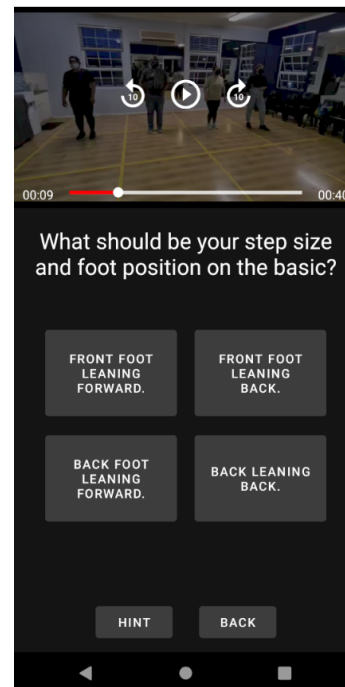 10
10
00:09
00:40
What should be your step size
and foot position on the basic?
FRONT FOOT
LEANING
FORWARD.
FRONT FOOT
LEANING
BACK.
BACK FOOT
LEANING
FORWARD.
BACK LEANING
BACK.
HINT
BACK